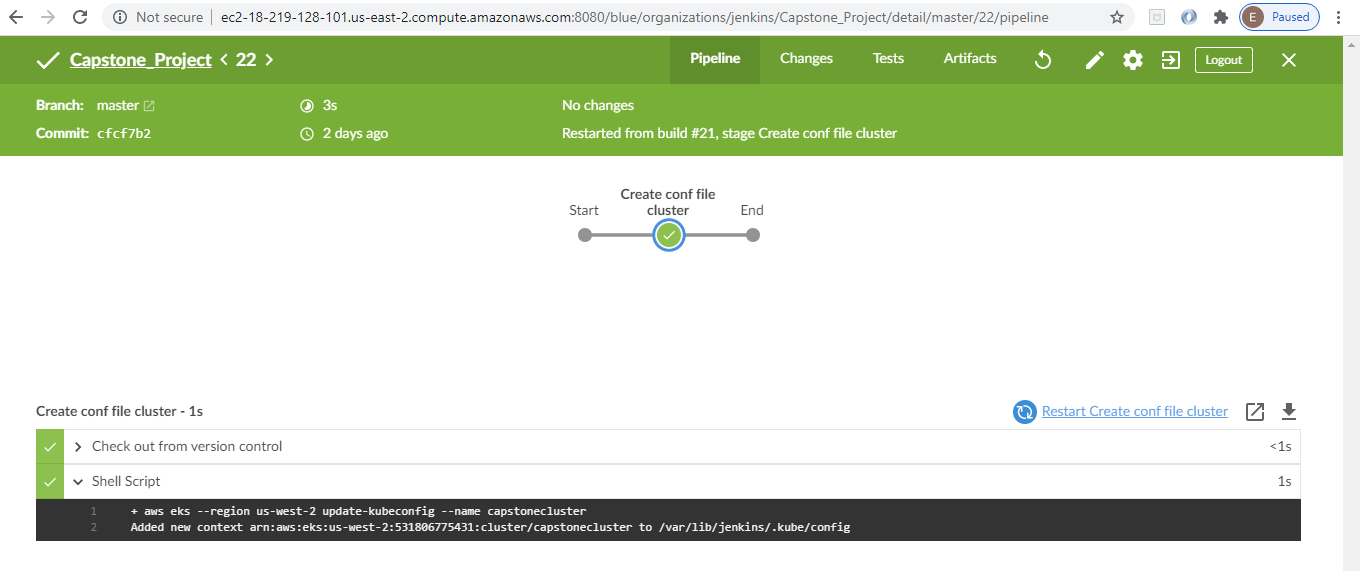 Not secure | ec2-18-219-128-101.us-east-2.compute.amazonaws.com:8080/blue/organizations/jenkins/Capstone_Project/detail/master/22/pipeline E Paused
Capstone_Project < 22 > Pipeline Changes Tests Artifacts Logout
Branch: master 3s No changes
Commit: cfcf7b2 2 days ago Restarted from build #21, stage Create conf file cluster
Create conf file
Start cluster End
Create conf file cluster - 1s Restart Create conf file cluster
Check out from version control <1s
Shell Script 1s
1 + aws eks --region us-west-2 update-kubeconfig --name capstonecluster
2 Added new context arn:aws:eks:us-west-2:531806775431:cluster/capstonecluster to /var/lib/jenkins/.kube/config